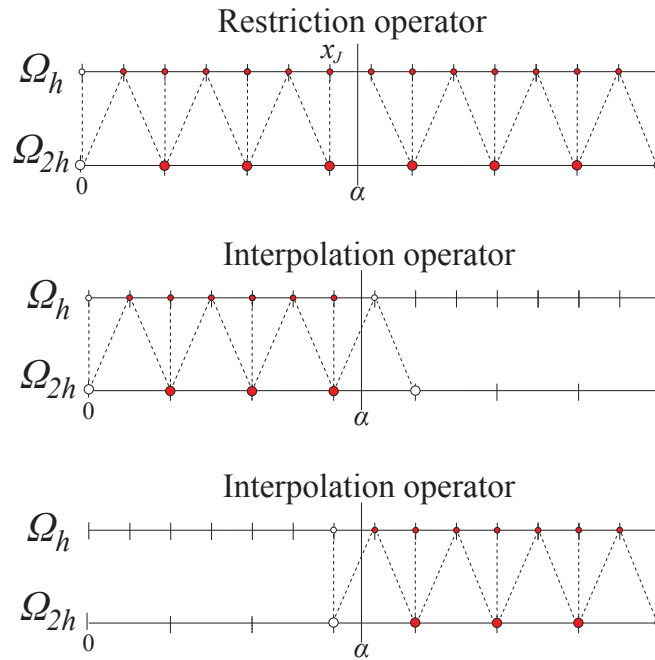 Restriction operator
x_J
Ω_h
Ω_2h
0 α
Interpolation operator
Ω_h
Ω_2h
0 α
Interpolation operator
Ω_h
Ω_2h
0 α